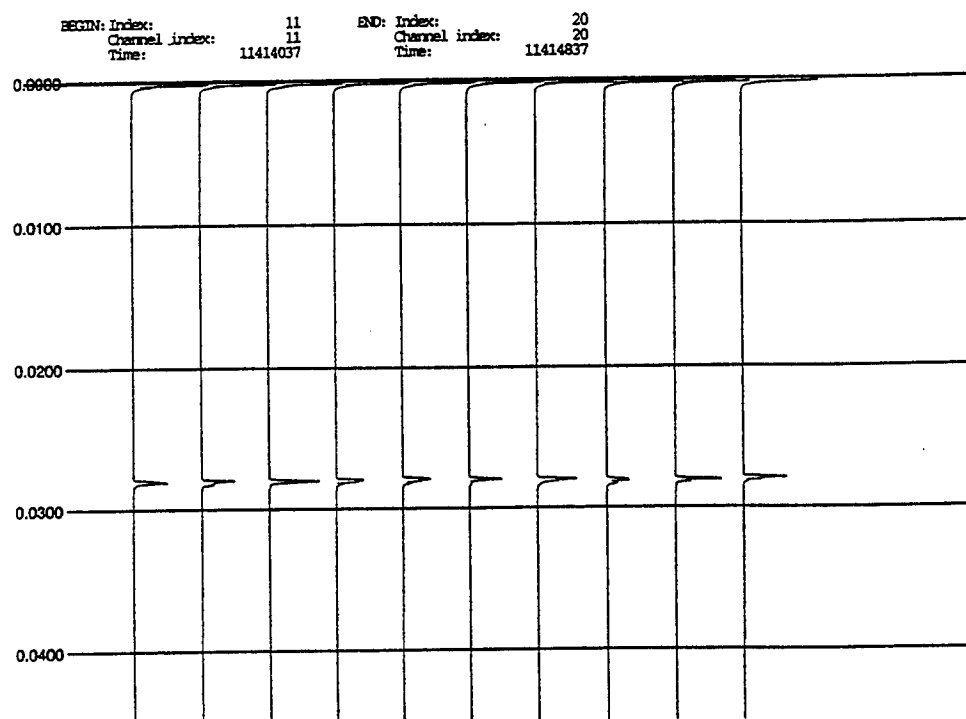 BEGIN: Index: 11 END: Index: 20
Channel index: 11 Channel index: 20
Time: 11414037 Time: 11414837
0.0000
0.0100
0.0200
0.0300
0.0400